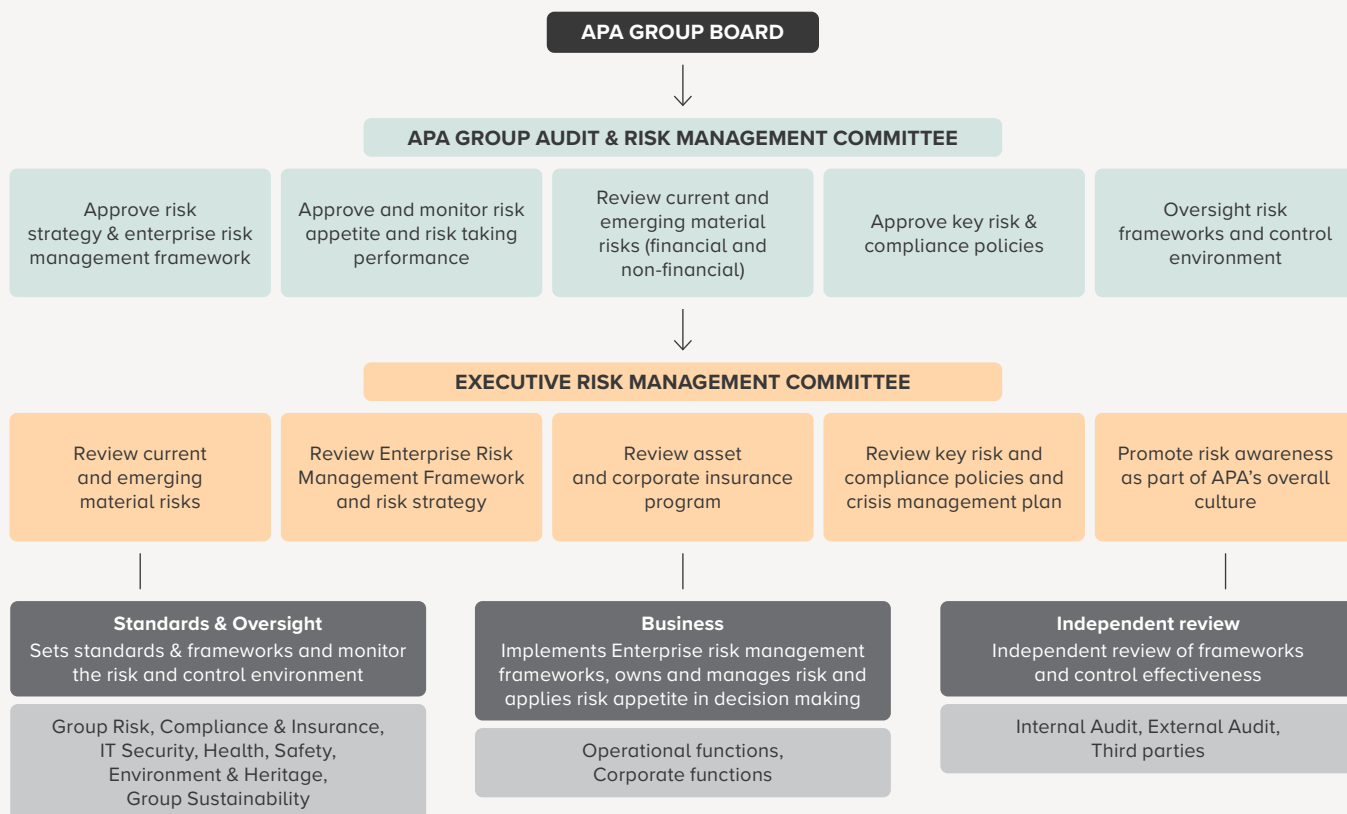 APA GROUP BOARD
APA GROUP AUDIT & RISK MANAGEMENT COMMITTEE
Approve risk
strategy & enterprise risk
management framework
Approve and monitor risk
appetite and risk taking
performance
Review current and
emerging material
risks (financial and
non-financial)
Approve key risk &
compliance policies
Oversight risk
frameworks and control
environment
EXECUTIVE RISK MANAGEMENT COMMITTEE
Review current
and emerging
material risks
Review Enterprise Risk
Management Framework
and risk strategy
Review asset
and corporate insurance
program
Review key risk and
compliance policies and
crisis management plan
Promote risk awareness
as part of APA’s overall
culture
Standards & Oversight
Sets standards & frameworks and monitor
the risk and control environment
Group Risk, Compliance & Insurance,
IT Security, Health, Safety,
Environment & Heritage,
Group Sustainability
Business
Implements Enterprise risk management
frameworks, owns and manages risk and
applies risk appetite in decision making
Operational functions,
Corporate functions
Independent review
Independent review of frameworks
and control effectiveness
Internal Audit, External Audit,
Third parties